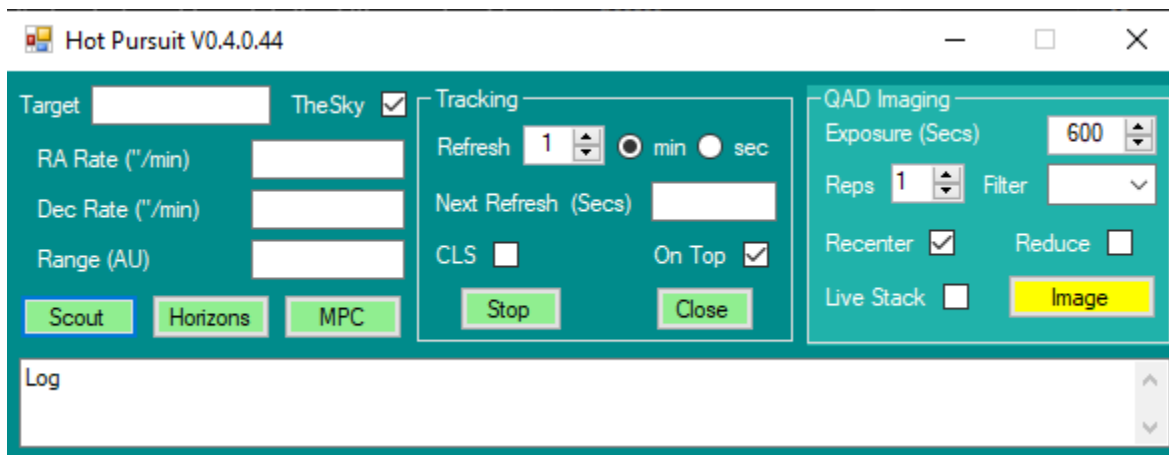 Hot Pursuit V0.4.0.44
Target
TheSky
RA Rate ("/min)
Dec Rate ("/min)
Range (AU)
Scout
Horizons
MPC
Tracking
Refresh 1 min sec
Next Refresh (Secs)
CLS
On Top
Stop
Close
QAD Imaging
Exposure (Secs) 600
Reps 1 Filter
Recenter
Reduce
Live Stack
Image
Log